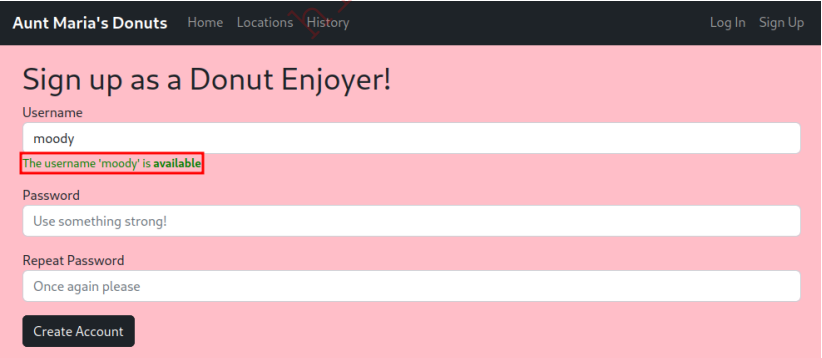 Aunt Maria's Donuts Home Locations History Log In Sign Up
Sign up as a Donut Enjoyer!
Username
moody
The username 'moody' is available
Password
Use something strong!
Repeat Password
Once again please
Create Account